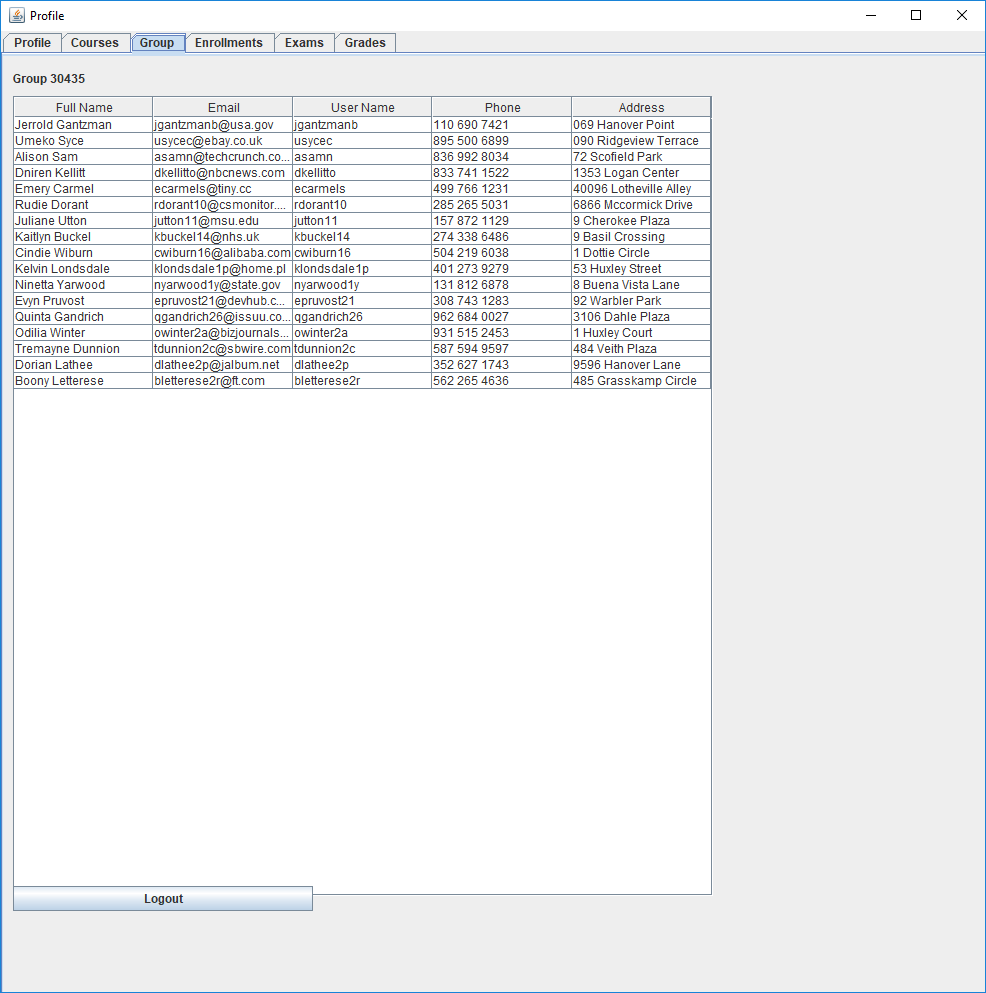 Profile
Profile Courses Group Enrollments Exams Grades
Group 30435
Full Name Email User Name Phone Address
Jerrold Gantzman jgantzmanb@usa.gov jgantzmanb 110 690 7421 069 Hanover Point
Umeko Syce usycec@ebay.co.uk usycec 895 500 6899 090 Ridgeview Terrace
Alison Sam asamn@techcrunch.co... asamn 836 992 8034 72 Scofield Park
Dniren Kellitt dkellitto@nbcnews.com dkellitto 833 741 1522 1353 Logan Center
Emery Carmel ecarmels@tiny.cc ecarmels 499 766 1231 40096 Lotheville Alley
Rudie Dorant rdorant10@csmonitor.... rdorant10 285 265 5031 6866 Mccormick Drive
Juliane Utton jutton11@msu.edu jutton11 157 872 1129 9 Cherokee Plaza
Kaitlyn Buckel kbuckel14@nhs.uk kbuckel14 274 338 6486 9 Basil Crossing
Cindie Wiburn cwiburn16@alibaba.com cwiburn16 504 219 6038 1 Dottie Circle
Kelvin Londsdale klondsdale1p@home.pl klondsdale1p 401 273 9279 53 Huxley Street
Ninetta Yarwood nyarwood1y@state.gov nyarwood1y 131 812 6878 8 Buena Vista Lane
Evyn Pruvost epruvost21@devhub.c... epruvost21 308 743 1283 92 Warbler Park
Quinta Gandrich qgandrich26@issuu.co... qgandrich26 962 684 0027 3106 Dahle Plaza
Odilia Winter owinter2a@bizjournals... owinter2a 931 515 2453 1 Huxley Court
Tremayne Dunnion tdunnion2c@sbwire.com tdunnion2c 587 594 9597 484 Veith Plaza
Dorian Lathee dlathee2p@jalbum.net dlathee2p 352 627 1743 9596 Hanover Lane
Boony Letterese bletterese2r@ft.com bletterese2r 562 265 4636 485 Grasskamp Circle
Logout